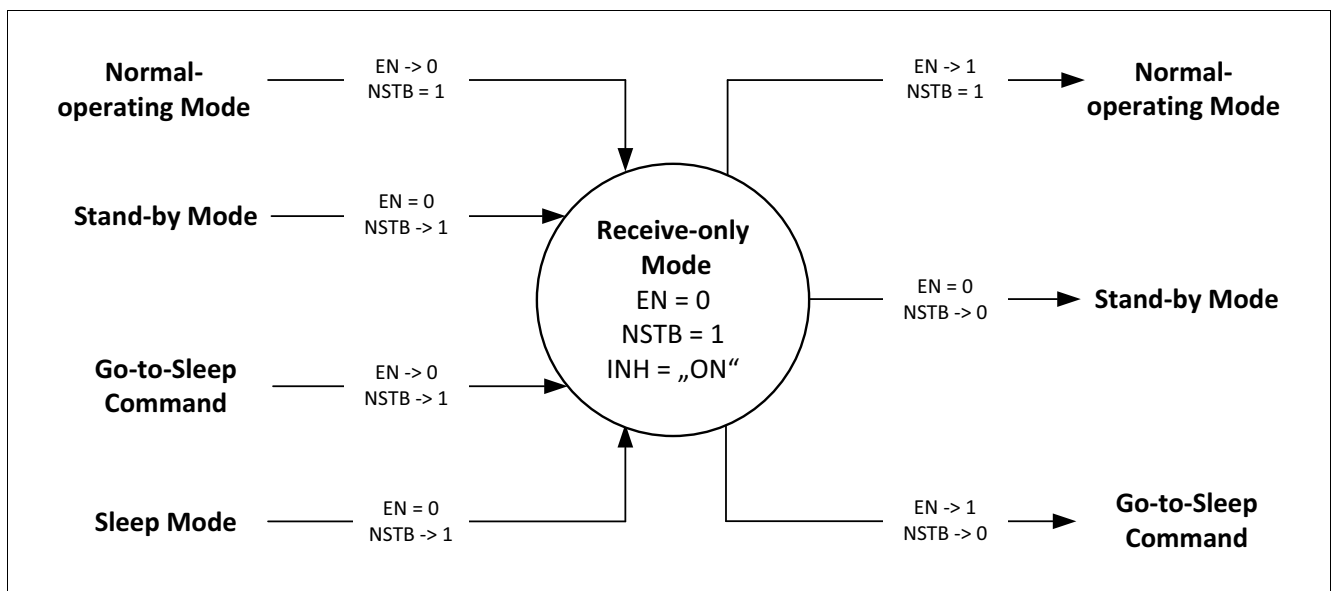 Normal-
operating Mode
EN -> 0
NSTB = 1
Stand-by Mode
EN = 0
NSTB -> 1
Go-to-Sleep
Command
EN -> 0
NSTB -> 1
Sleep Mode
EN = 0
NSTB -> 1
Receive-only
Mode
EN = 0
NSTB = 1
INH = „ON“
EN -> 1
NSTB = 1
Normal-
operating Mode
EN = 0
NSTB -> 0
Stand-by Mode
EN -> 1
NSTB -> 0
Go-to-Sleep
Command